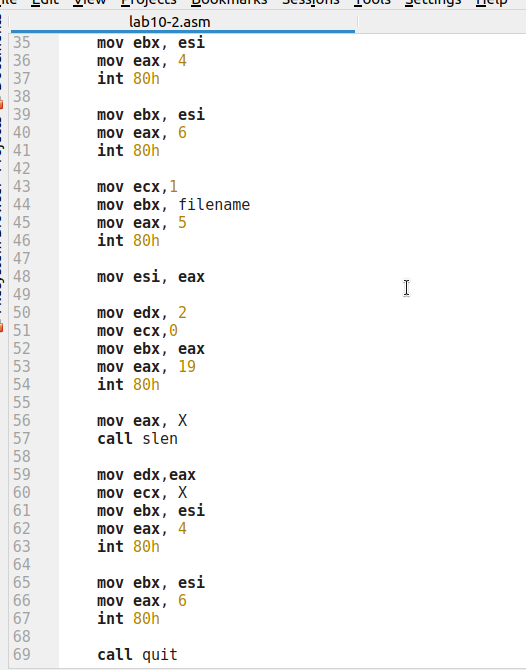 Edit View Projects Bookmarks Sessions Tools Settings Help
lab10-2.asm
35 mov ebx, esi
36 mov eax, 4
37 int 80h
38
39 mov ebx, esi
40 mov eax, 6
41 int 80h
42
43 mov ecx,1
44 mov ebx, filename
45 mov eax, 5
46 int 80h
47
48 mov esi, eax
49
50 mov edx, 2
51 mov ecx,0
52 mov ebx, eax
53 mov eax, 19
54 int 80h
55
56 mov eax, X
57 call slen
58
59 mov edx,eax
60 mov ecx, X
61 mov ebx, esi
62 mov eax, 4
63 int 80h
64
65 mov ebx, esi
66 mov eax, 6
67 int 80h
68
69 call quit